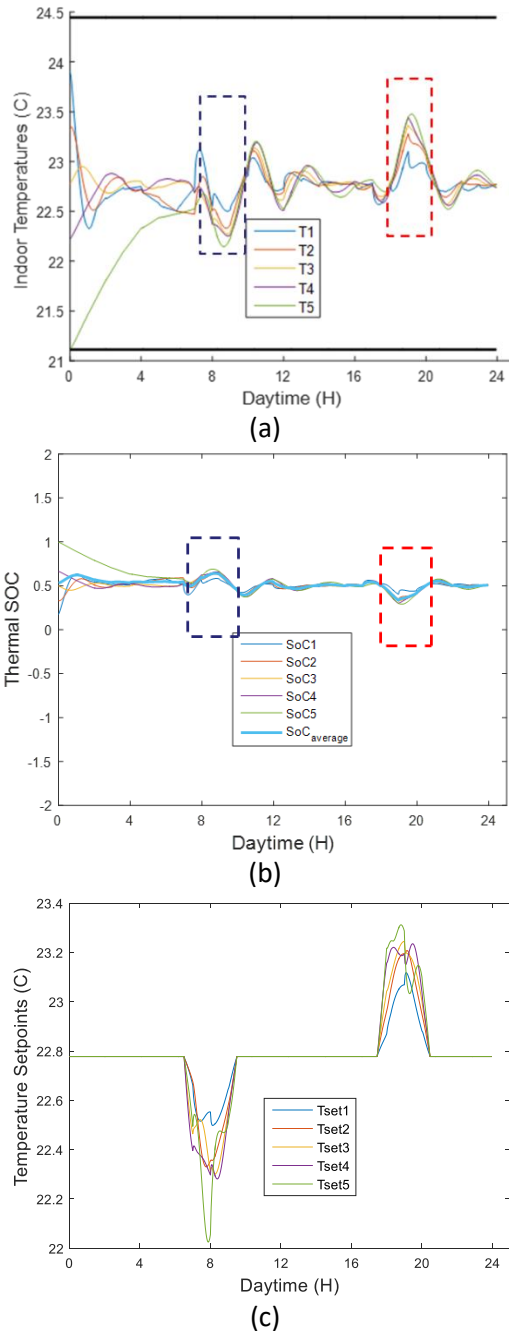 24.5
24
23.5
23
22.5
22
21.5
21
Indoor Temperatures (C)
T1
T2
T3
T4
T5
0 4 8 12 16 20 24
Daytime (H)
(a)
2
1.5
1
0.5
0
-0.5
-1
-1.5
-2
Thermal SOC
SoC1
SoC2
SoC3
SoC4
SoC5
SoC average
0 4 8 12 16 20 24
Daytime (H)
(b)
23.4
23.2
23
22.8
22.6
22.4
22.2
22
Temperature Setpoints (C)
Tset1
Tset2
Tset3
Tset4
Tset5
0 4 8 12 16 20 24
Daytime (H)
(c)